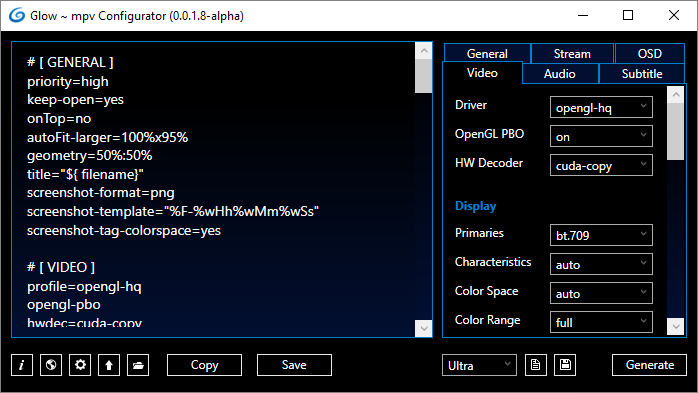 Glow ~ mpv Configurator (0.0.1.8-alpha)
# [ GENERAL ]
priority=high
keep-open=yes
onTop=no
autoFit-larger=100%x95%
geometry=50%:50%
title="${ filename}"
screenshot-format=png
screenshot-template="%F-%wHh%wMm%wSs"
screenshot-tag-colorspace=yes
# [ VIDEO ]
profile=opengl-hq
opengl-pbo
hwdec=cuda-copy
General Stream OSD
Video Audio Subtitle
Driver opengl-hq
OpenGL PBO on
HW Decoder cuda-copy
Display
Primaries bt.709
Characteristics auto
Color Space auto
Color Range full
i Copy Save Ultra Generate